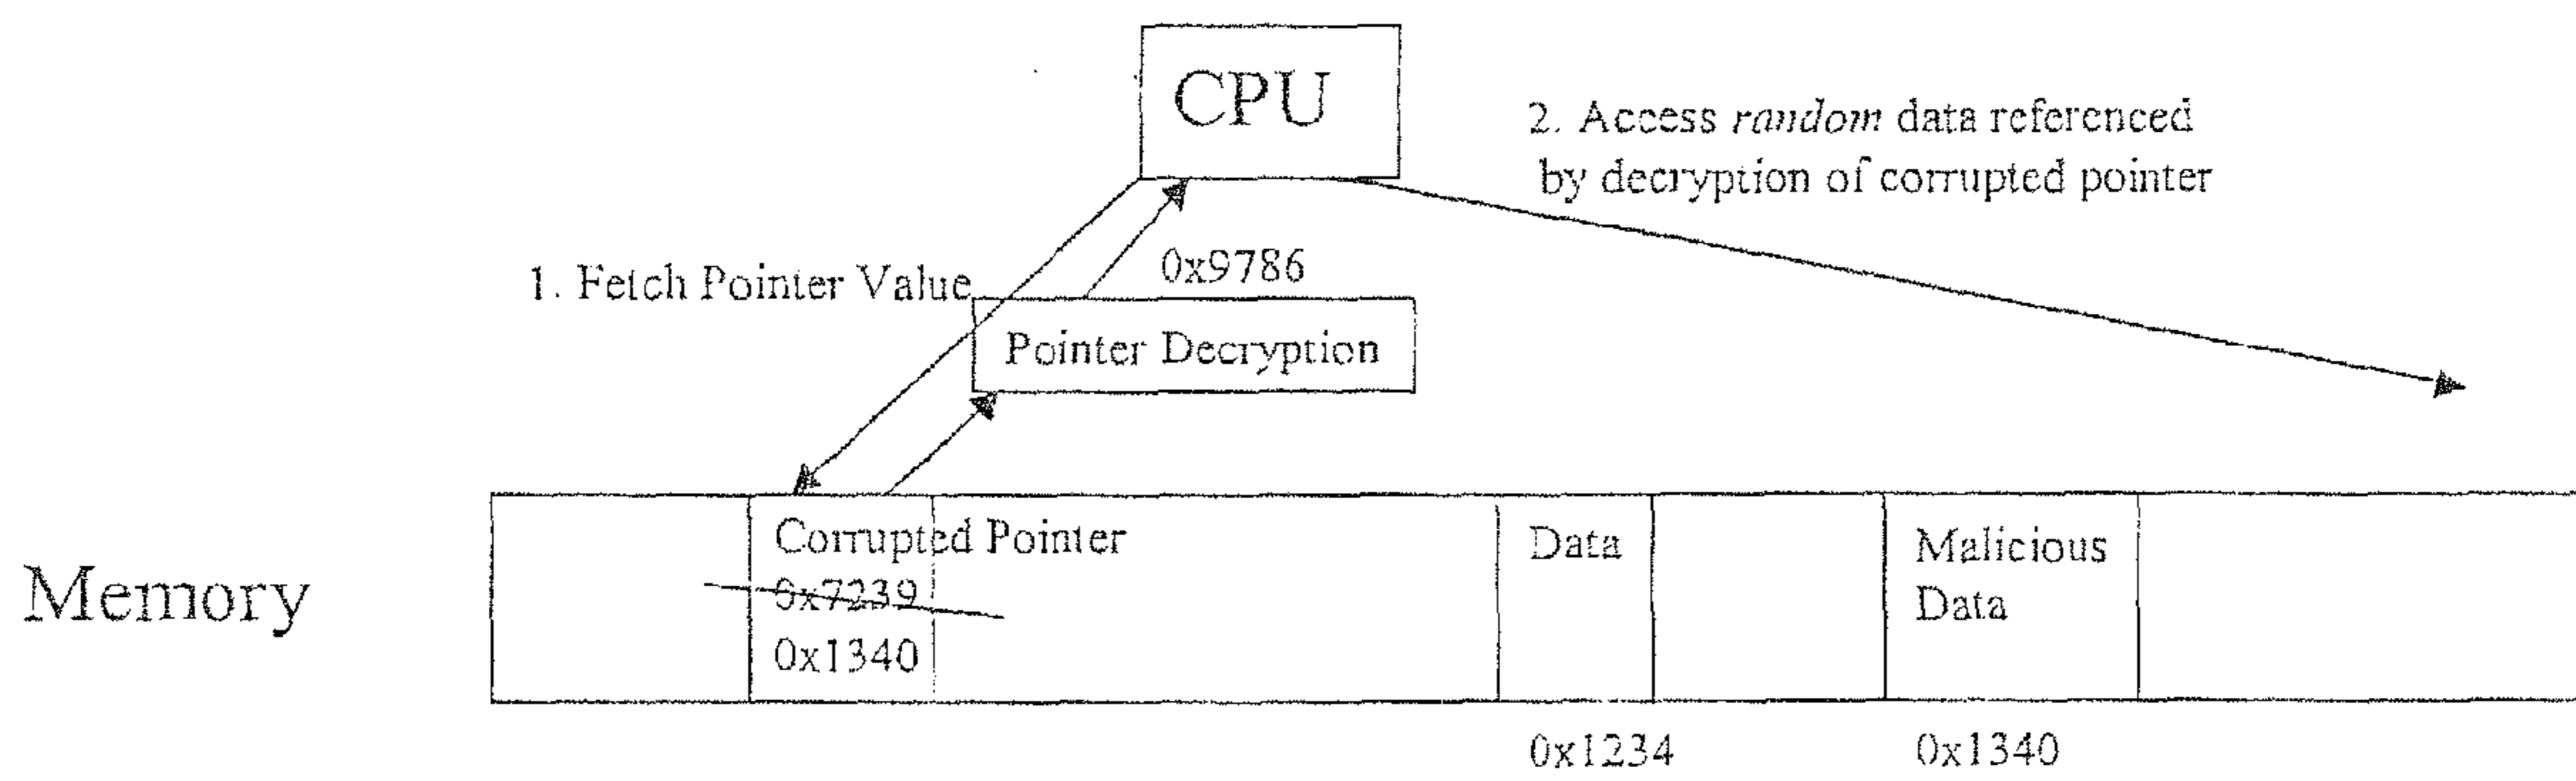 CPU
2. Access random data referenced
by decryption of corrupted pointer
1. Fetch Pointer Value
0x9786
Pointer Decryption
Memory
Corrupted Pointer
0x7239
0x1340
Data
Malicious
Data
0x1234
0x1340